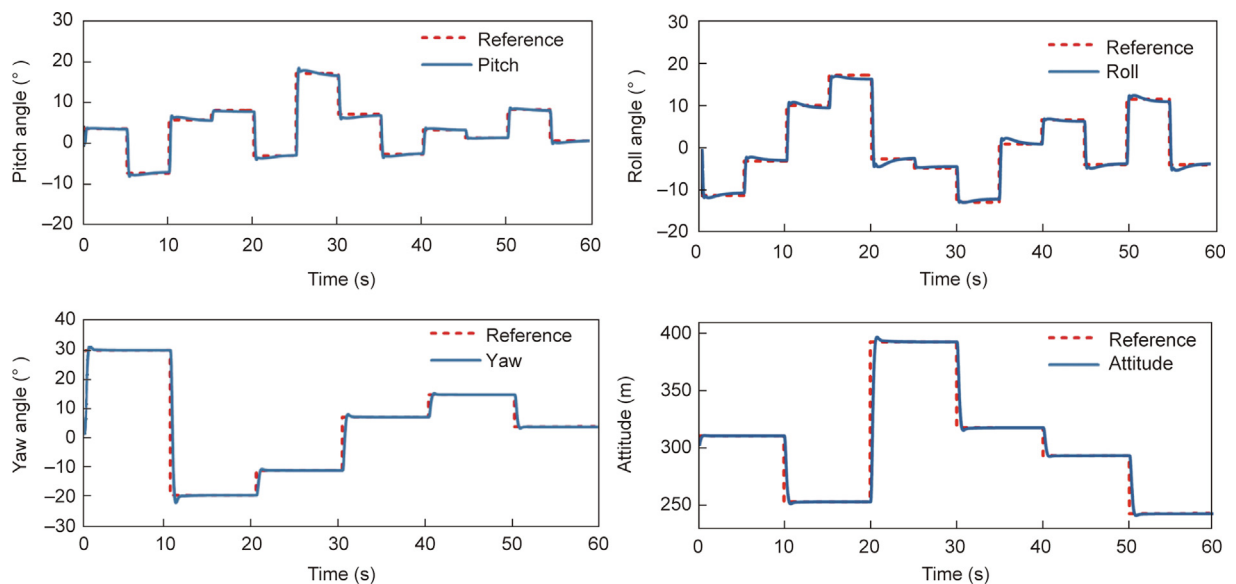 30
20
10
0
–10
–20
Pitch angle (°)
Reference
Pitch
0 10 20 30 40 50 60
Time (s)
30
20
10
0
–10
–20
Roll angle (°)
Reference
Roll
0 10 20 30 40 50 60
Time (s)
40
30
20
10
0
–10
–20
–30
Yaw angle (°)
Reference
Yaw
0 10 20 30 40 50 60
Time (s)
400
350
300
250
Attitude (m)
Reference
Attitude
0 10 20 30 40 50 60
Time (s)